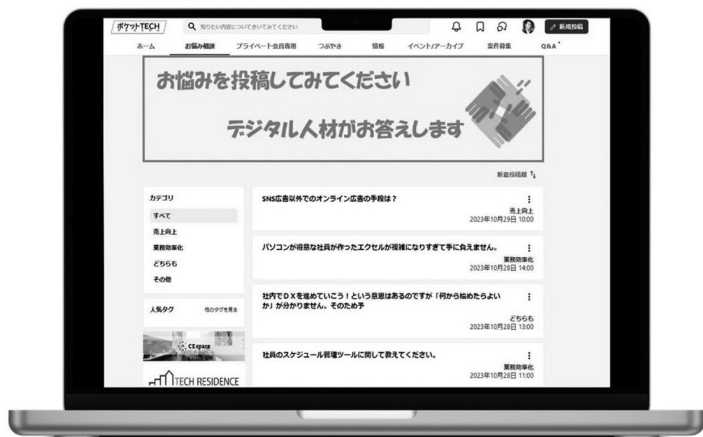 ポケットTECH
知りたい内容についてきいてみてください
新規投稿
ホーム
お悩み相談
プライベート会員専用
つぶやき
情報
イベント/アーカイブ
案件募集
Q&A
お悩みを投稿してみてください
デジタル人材がお答えします
新着投稿順
カテゴリ
すべて
売上向上
業務効率化
どちらも
その他
人気タグ
他のタグを見る
CEspace
TECH RESIDENCE
SNS広告以外でのオンライン広告の手段は？
売上向上
2023年10月29日 10:00
パソコンが得意な社員が作ったエクセルが複雑になりすぎて手に負えません。
業務効率化
2023年10月28日 14:00
社内でDXを進めていこう！という意思はあるのですが「何から始めたらよい
か」が分かりません。そのため予
どちらも
2023年10月28日 13:00
社員のスケジュール管理ツールに関して教えてください。
業務効率化
2023年10月28日 11:00